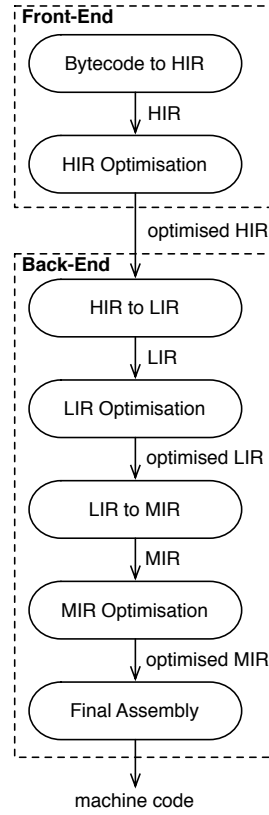 Front-End
Bytecode to HIR
HIR
HIR Optimisation
optimised HIR
Back-End
HIR to LIR
LIR
LIR Optimisation
optimised LIR
LIR to MIR
MIR
MIR Optimisation
optimised MIR
Final Assembly
machine code